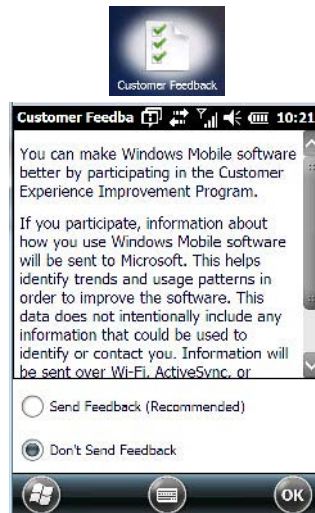 Customer Feedback
Customer Feedba 10:21
You can make Windows Mobile software
better by participating in the Customer
Experience Improvement Program.
If you participate, information about
how you use Windows Mobile software
will be sent to Microsoft. This helps
identify trends and usage patterns in
order to improve the software. This
data does not intentionally include any
information that could be used to
identify or contact you. Information will
be sent over Wi-Fi, ActiveSync, or
Send Feedback (Recommended)
Don't Send Feedback
OK